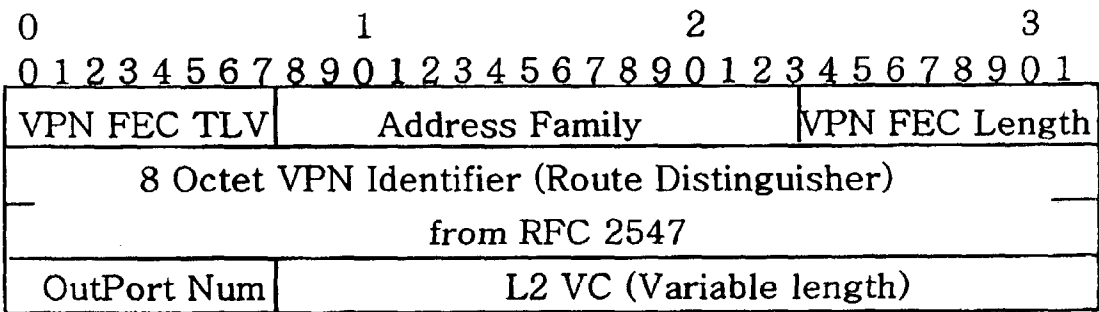 0 1 2 3
0 1 2 3 4 5 6 7 8 9 0 1 2 3 4 5 6 7 8 9 0 1 2 3 4 5 6 7 8 9 0 1
VPN FEC TLV Address Family VPN FEC Length
8 Octet VPN Identifier (Route Distinguisher)
from RFC 2547
OutPort Num L2 VC (Variable length)